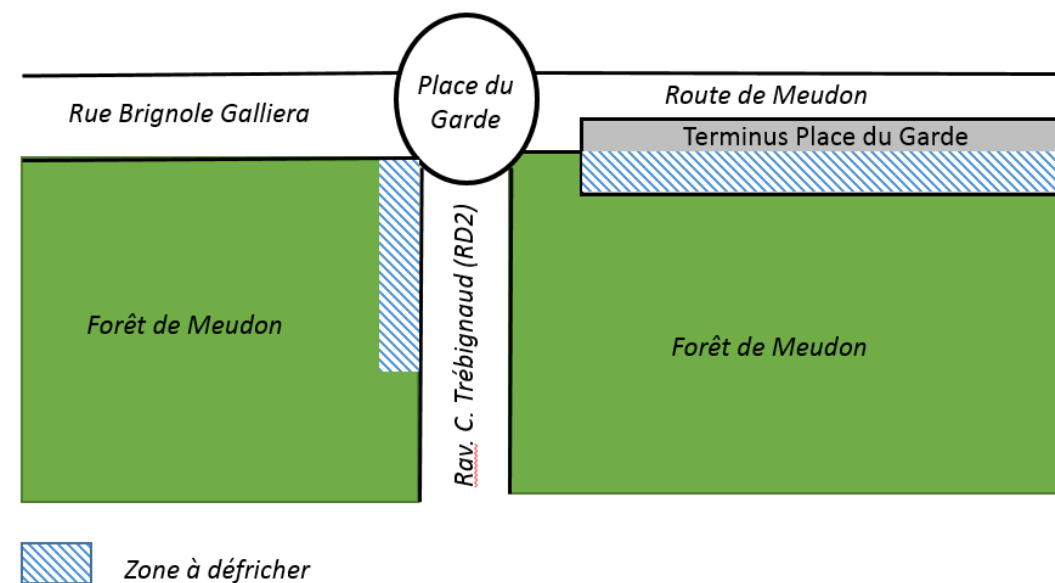 Place du
Garde
Rue Brignole Galliera
Route de Meudon
Terminus Place du Garde
Rav. C. Trébignaud (RD2)
Forêt de Meudon
Forêt de Meudon
Zone à défricher